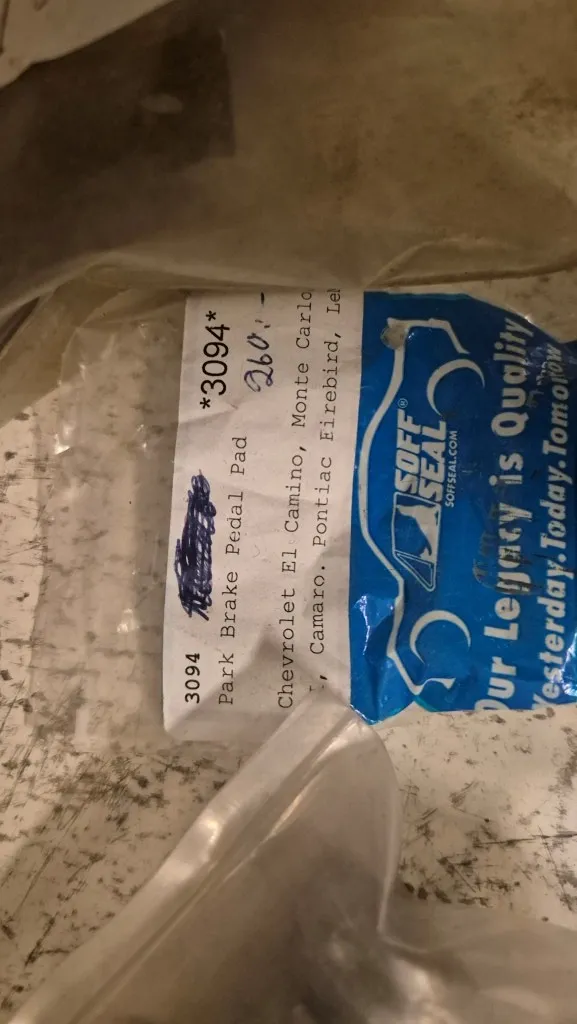 3094 *3094*
Park Brake Pedal Pad 260.-
Chevrolet El Camino, Monte Carlo
, Camaro. Pontiac Firebird, Le
SOFF
SEAL®
SOFFSEAL.COM
Our Legacy is Quality
Yesterday.Today.Tomorrow